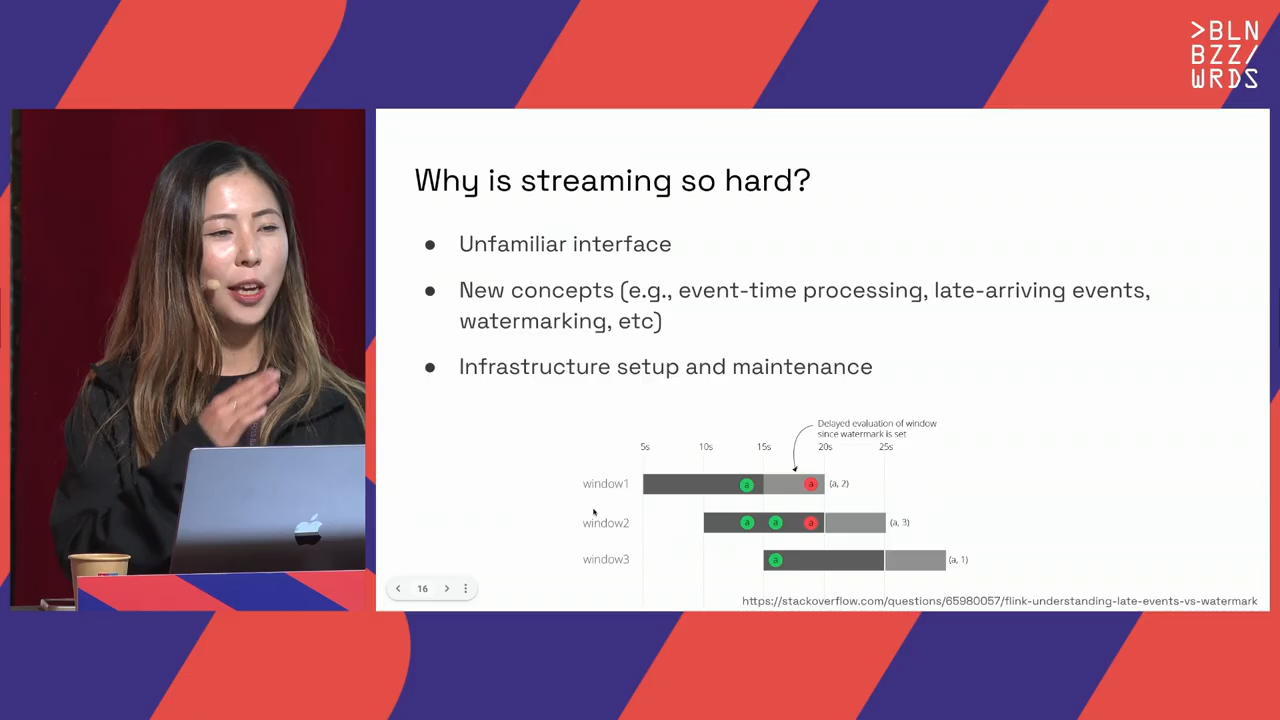 >BLN
BZZ/
WRDS
Why is streaming so hard?
● Unfamiliar interface
● New concepts (e.g., event-time processing, late-arriving events,
watermarking, etc)
● Infrastructure setup and maintenance
Delayed evaluation of window
since watermark is set
5s 10s 15s 20s 25s
window1 a a (a, 2)
window2 a a a (a, 3)
window3 a (a, 1)
16
https://stackoverflow.com/questions/65980057/flink-understanding-late-events-vs-watermark